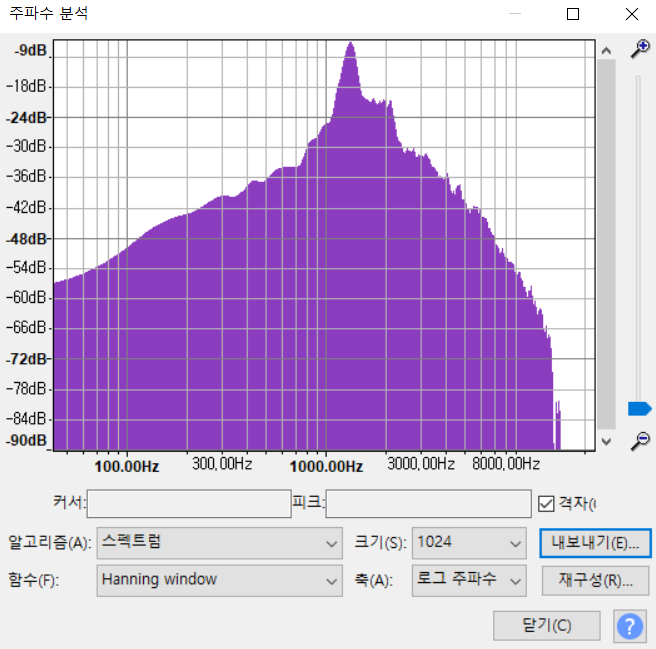 주파수 분석
-9dB
-18dB
-24dB
-30dB
-36dB
-42dB
-48dB
-54dB
-60dB
-66dB
-72dB
-78dB
-84dB
-90dB
100.00Hz 300,00Hz 1000.00Hz 3000,00Hz 8000,00Hz
커서: 피크: 격자(
알고리즘(A): 스펙트럼 크기(S): 1024 내보내기(E)...
함수(F): Hanning window 축(A): 로그 주파수 재구성(R)...
닫기(C) ?